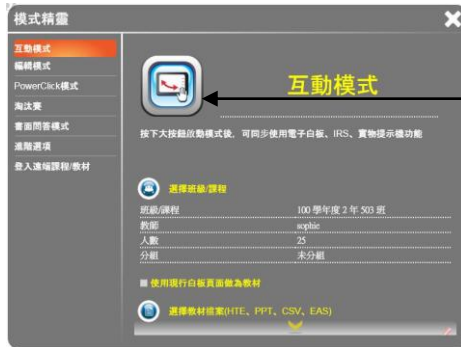 模式精靈
互動模式
編輯模式
PowerClick模式
淘汰賽
書面問答模式
進階選項
登入遠端課程/教材
互動模式
按下大按鈕啟動模式後，可同步使用電子白板、IRS、實物提示機功能
選擇班級/課程
班級/課程 100 學年度 2 年 503 班
教師 sophie
人數 25
分組 未分組
使用現行白板頁面做為教材
選擇教材檔案(HTE、PPT、CSV、EAS)